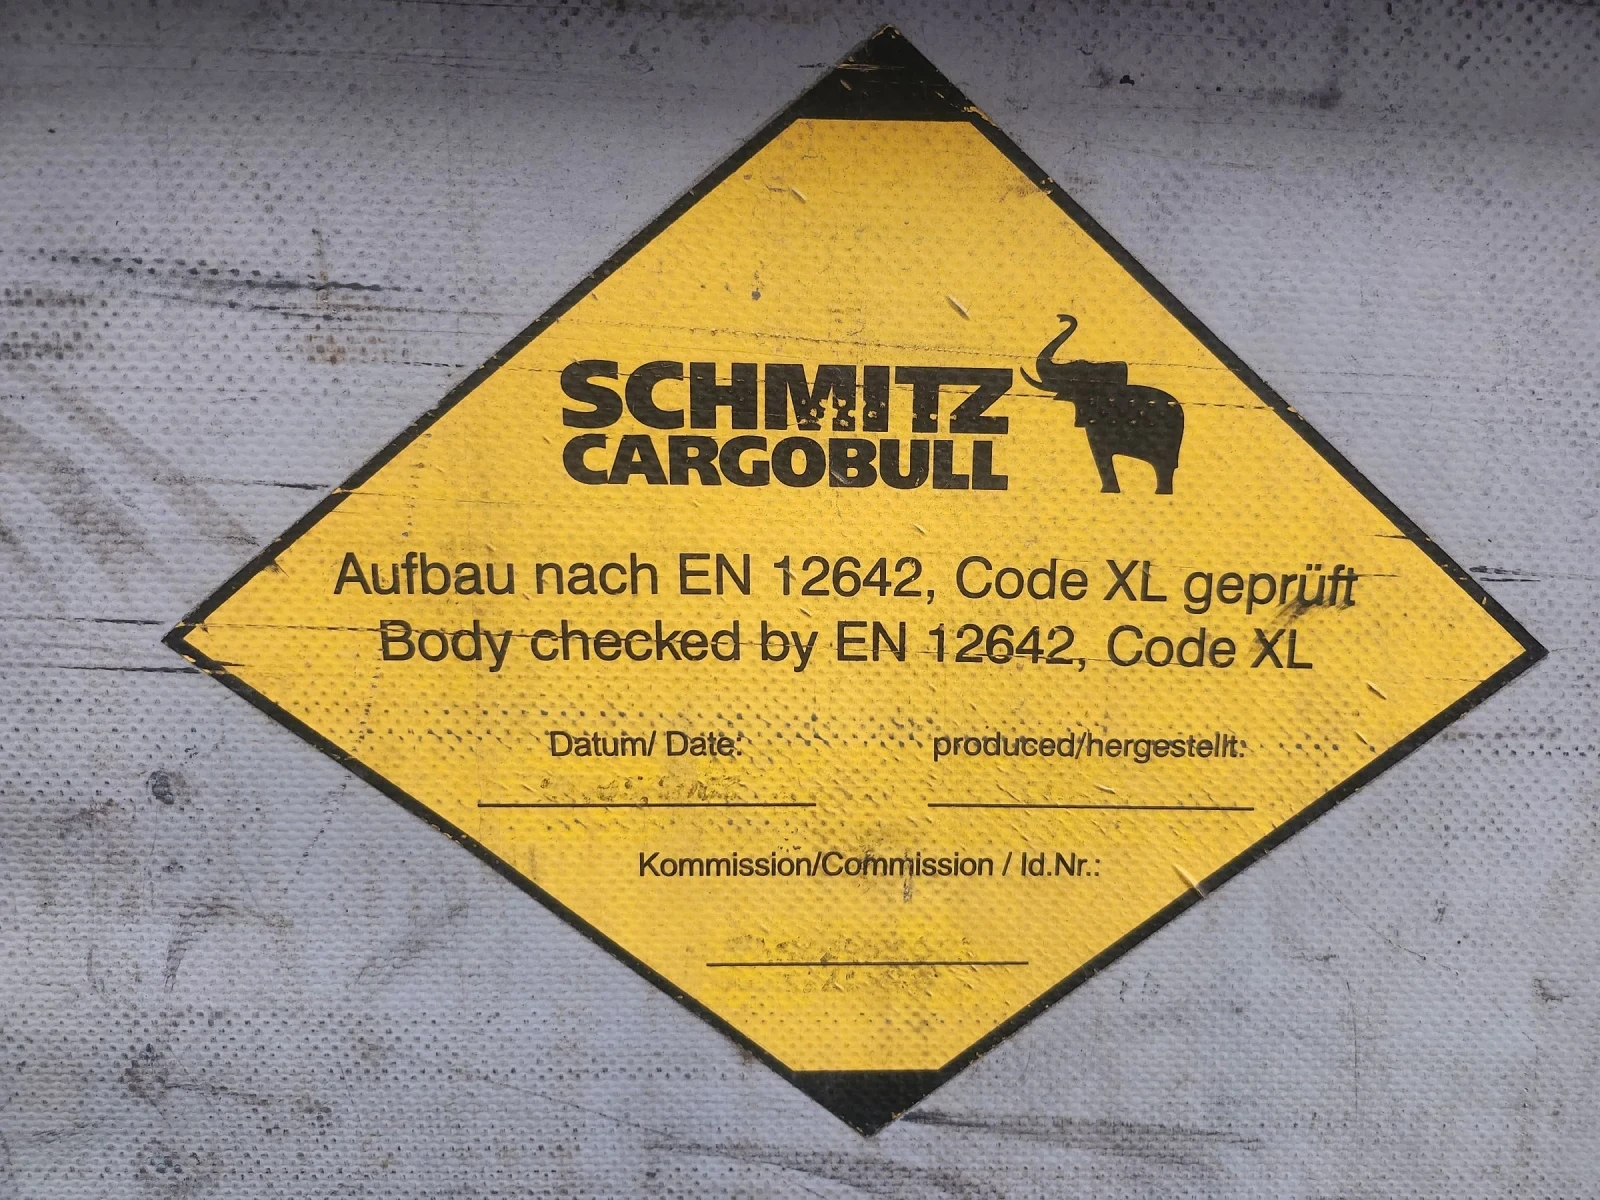 SCHMITZ
CARGOBULL
Aufbau nach EN 12642, Code XL geprüft
Body checked by EN 12642, Code XL
Datum/ Date: produced/hergestellt:
Kommission/Commission / Id.Nr.: